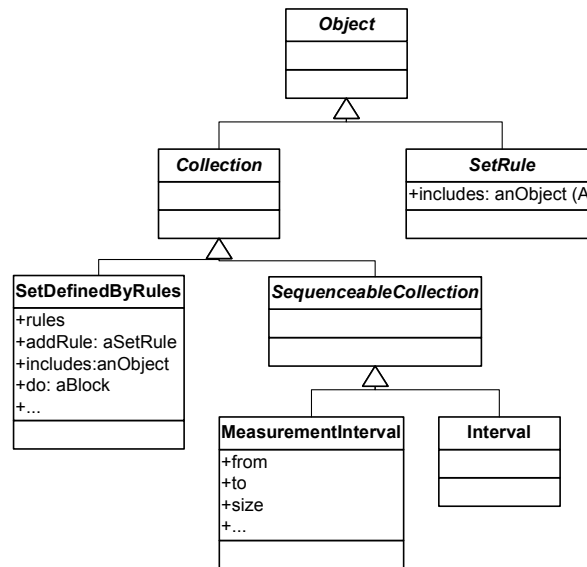 Object
Collection
SetRule
+includes: anObject (A
SetDefinedByRules
+rules
+addRule: aSetRule
+includes:anObject
+do: aBlock
+...
SequenceableCollection
MeasurementInterval
+from
+to
+size
+...
Interval